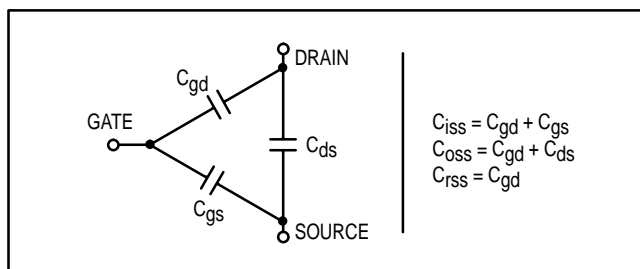 DRAIN
Cgd
GATE
Cds
Cgs
SOURCE
Ciss = Cgd + Cgs
Coss = Cgd + Cds
Crss = Cgd